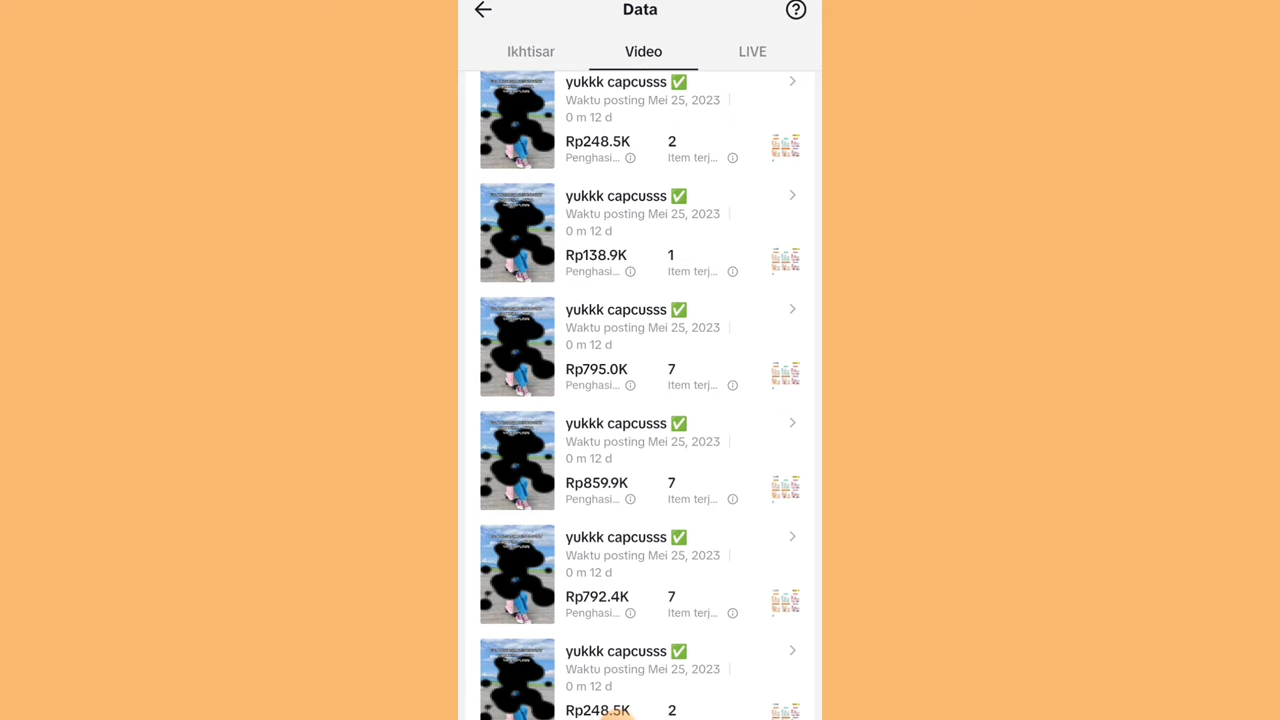 Data
Ikhtisar Video LIVE
yukkk capcusss ✅
Waktu posting Mei 25, 2023
0 m 12 d
Rp248.5K 2
Penghasi... Item terj...
yukkk capcusss ✅
Waktu posting Mei 25, 2023
0 m 12 d
Rp138.9K 1
Penghasi... Item terj...
yukkk capcusss ✅
Waktu posting Mei 25, 2023
0 m 12 d
Rp795.0K 7
Penghasi... Item terj...
yukkk capcusss ✅
Waktu posting Mei 25, 2023
0 m 12 d
Rp859.9K 7
Penghasi... Item terj...
yukkk capcusss ✅
Waktu posting Mei 25, 2023
0 m 12 d
Rp792.4K 7
Penghasi... Item terj...
yukkk capcusss ✅
Waktu posting Mei 25, 2023
0 m 12 d
Rp248.5K 2